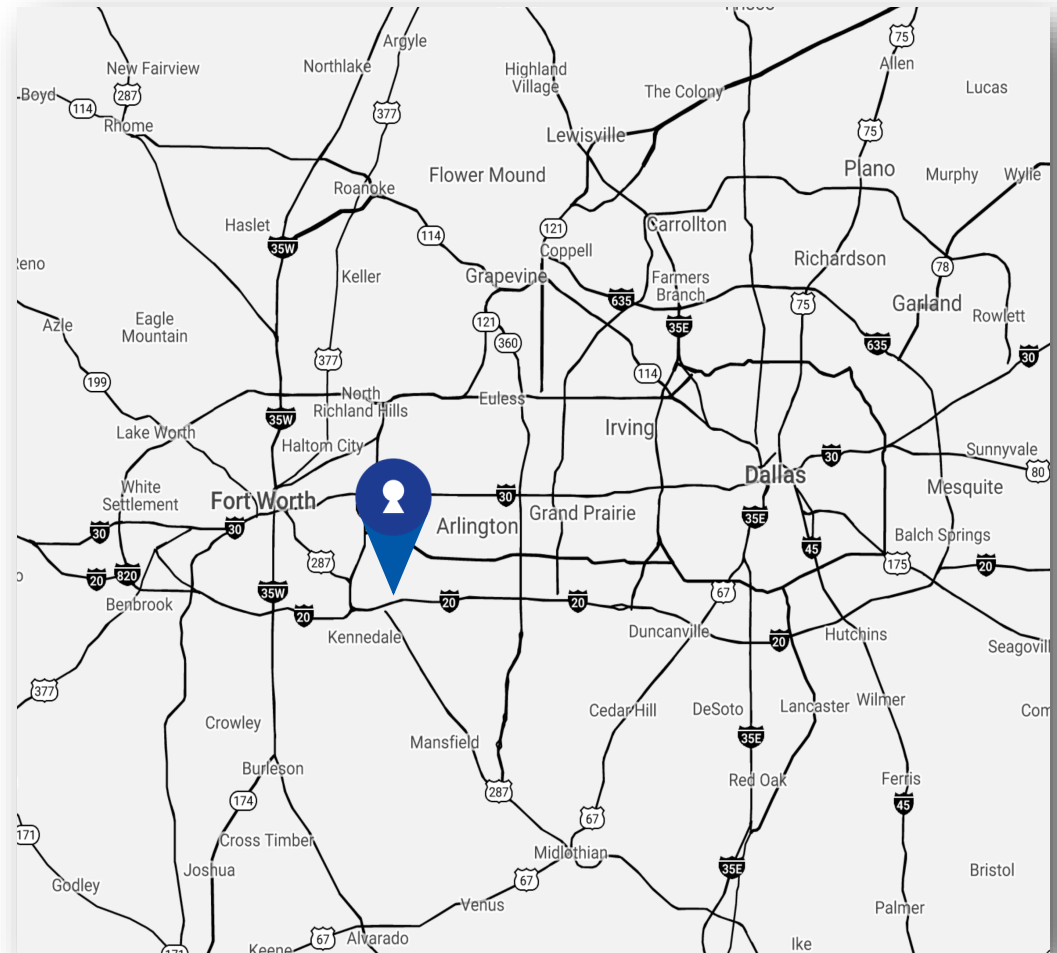 Argyle
75
New Fairview
Northlake
Highland
Village
Allen
Boyd
287
The Colony
Lucas
114
377
Rhome
75
Lewisville
Flower Mound
Plano
Murphy
Wylie
Roanoke
Haslet
121
Carrollton
35W
114
Coppell
Richardson
78
Keller
Grapevine
Farmers
Branch
635
75
Garland
Azle
Eagle
Mountain
121
35E
Rowlett
360
635
30
377
199
114
North
Richland Hills
Euless
35W
Lake Worth
Haltom City
Irving
30
Sunnyvale
80
White
Settlement
Fort Worth
30
Dallas
Mesquite
Arlington
Grand Prairie
35E
30
30
45
Balch Springs
287
175
20
820
20
35W
67
Benbrook
20
20
20
Kennedale
Duncanville
20
Hutchins
377
Crowley
Cedar Hill
DeSoto
Lancaster
Wilmer
Mansfield
35E
Burleson
287
Red Oak
Ferris
174
45
171
67
Cross Timber
Midlothian
Joshua
35E
Bristol
Godley
67
Venus
Palmer
67
Alvarado
Ike
Keene
171